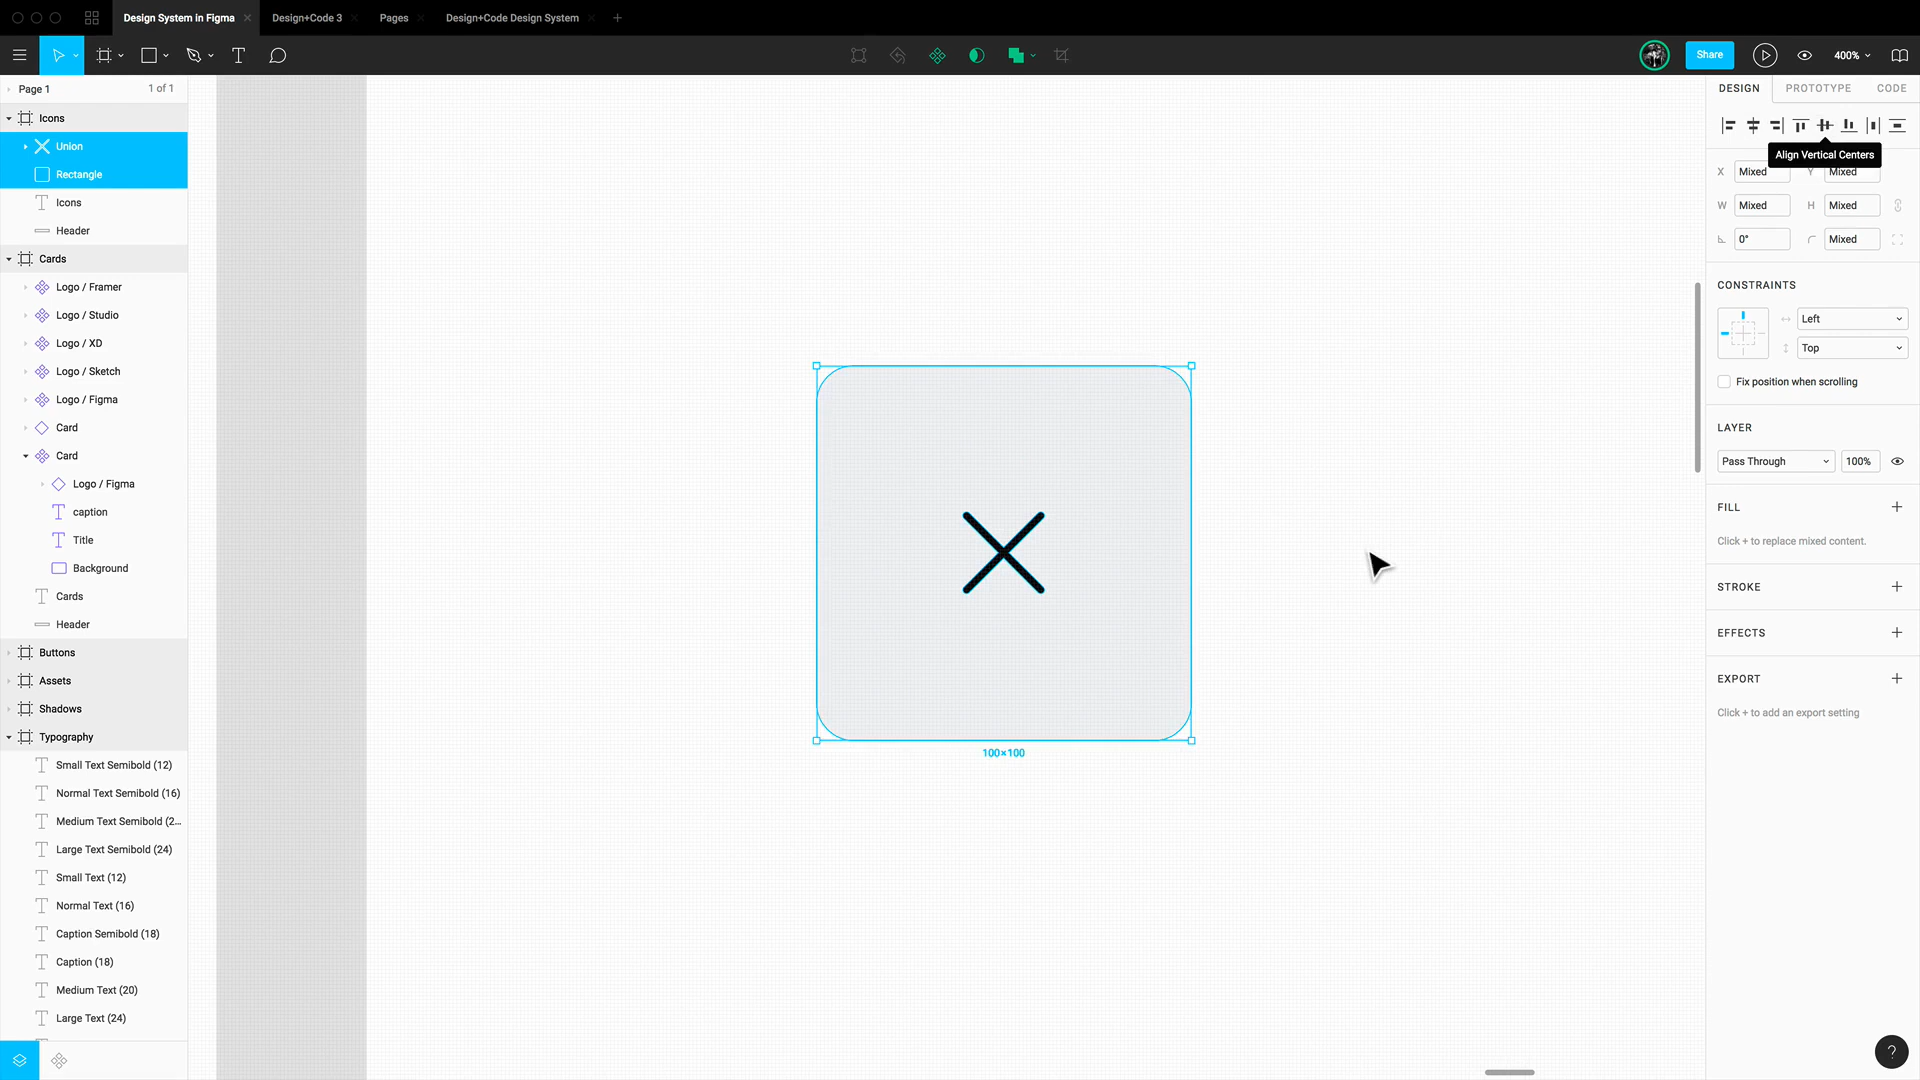 Design System in Figma
Design+Code 3
Pages
Design+Code Design System
Share
400%
Page 1
1 of 1
DESIGN
PROTOTYPE
CODE
Icons
Union
Rectangle
Icons
Header
Cards
Logo / Framer
Logo / Studio
Logo / XD
Logo / Sketch
Logo / Figma
Card
Card
Logo / Figma
caption
Title
Background
Cards
Header
Buttons
Assets
Shadows
Typography
Small Text Semibold (12)
Normal Text Semibold (16)
Medium Text Semibold (2...
Large Text Semibold (24)
Small Text (12)
Normal Text (16)
Caption Semibold (18)
Caption (18)
Medium Text (20)
Large Text (24)
100×100
Align Vertical Centers
X Mixed Y Mixed
W Mixed H Mixed
0° Mixed
CONSTRAINTS
Left
Top
Fix position when scrolling
LAYER
Pass Through 100%
FILL
Click + to replace mixed content.
STROKE
EFFECTS
EXPORT
Click + to add an export setting
?